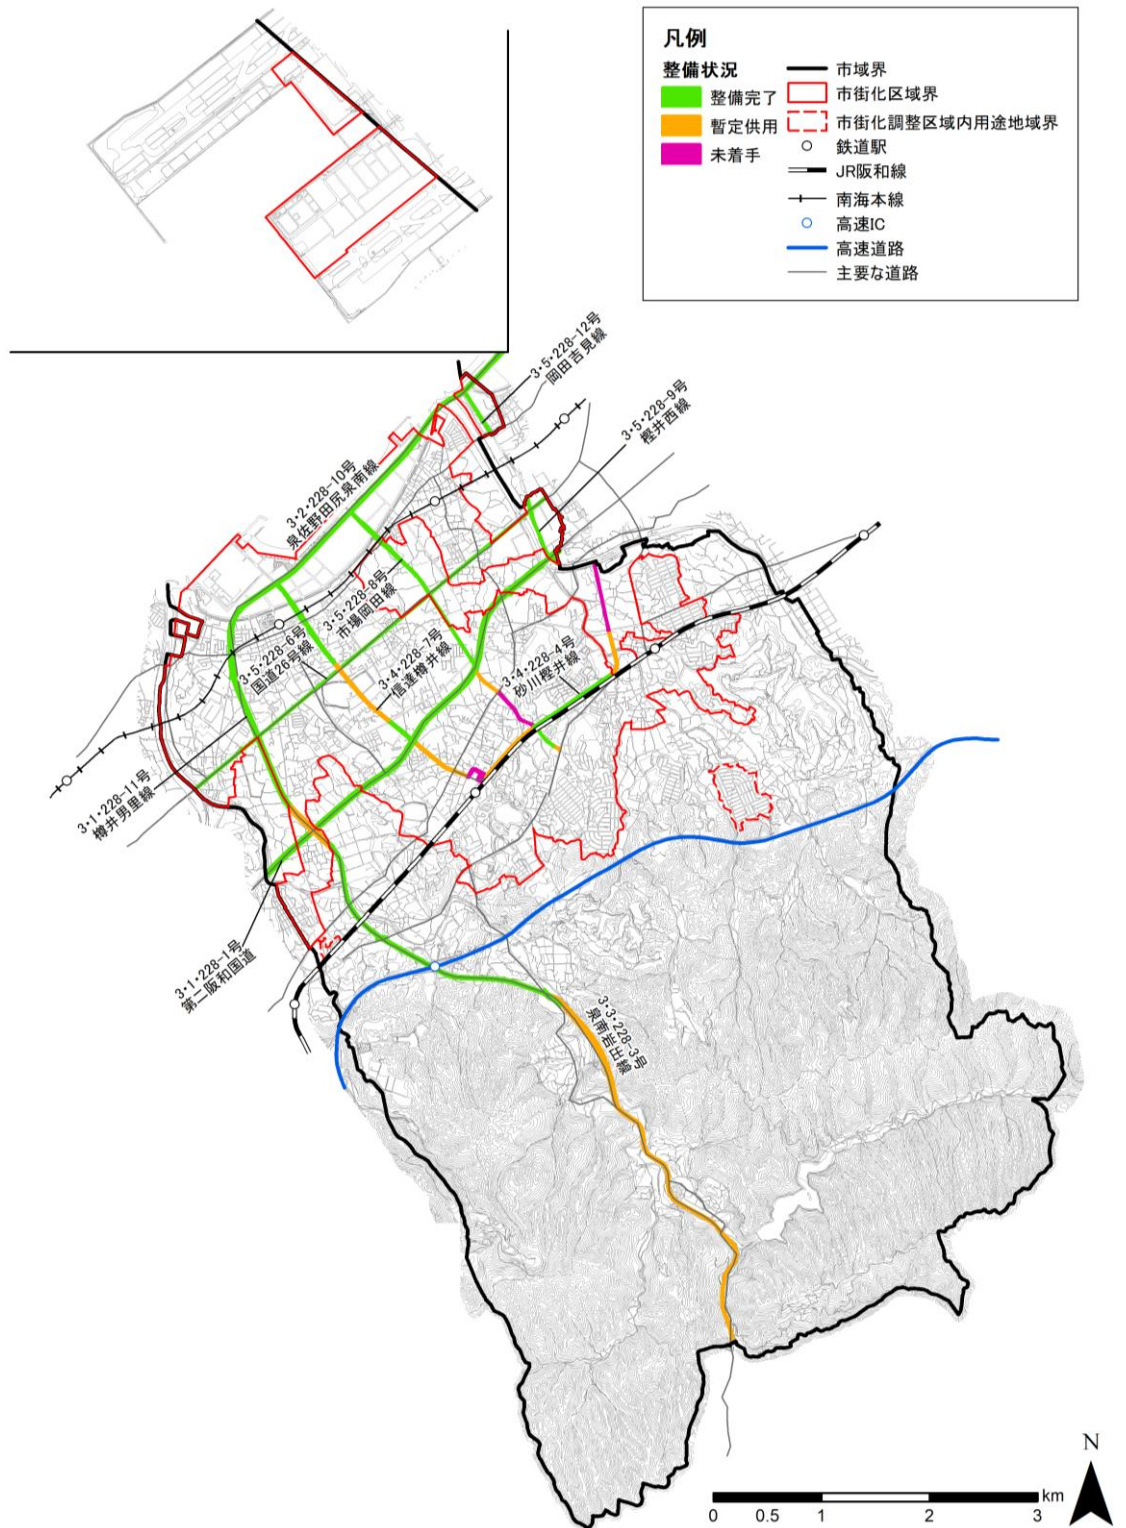 凡例
整備状況
整備完了
暫定供用
未着手
市域界
市街化区域界
市街化調整区域内用途地域界
鉄道駅
JR阪和線
南海本線
高速IC
高速道路
主要な道路
3・5・228-12号
岡田吉見線
3・5・228-9号
樫井西線
3・2・228-10号
泉佐野田尻泉南線
3・5・228-8号
市場岡田線
3・5・228-6号
国道26号線
3・4・228-7号
信達樽井線
3・4・228-4号
砂川樫井線
3・1・228-11号
樽井男里線
3・1・228-1号
第二阪和国道
3・3・228-3号
泉南岩出線
N
km
0 0.5 1 2 3